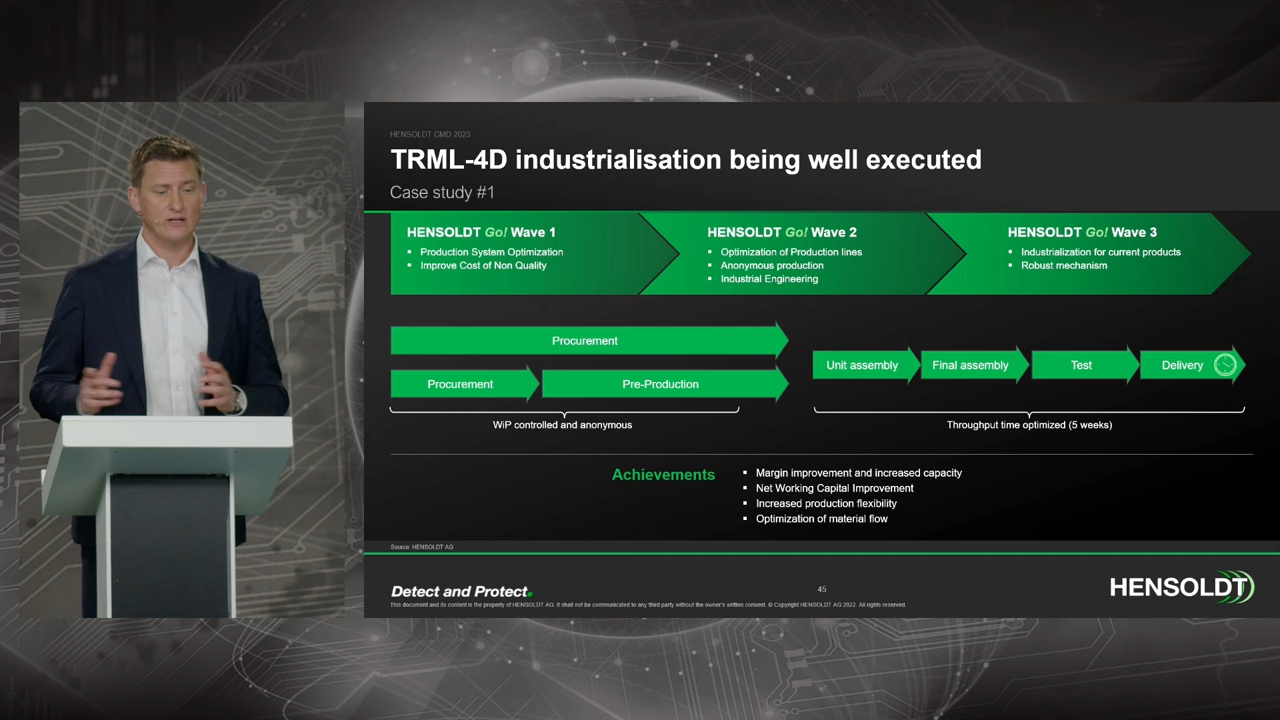 HENSOLDT CMD 2023
TRML-4D industrialisation being well executed
Case study #1
HENSOLDT Go! Wave 1
▪ Production System Optimization
▪ Improve Cost of Non Quality
HENSOLDT Go! Wave 2
▪ Optimization of Production lines
▪ Anonymous production
▪ Industrial Engineering
HENSOLDT Go! Wave 3
▪ Industrialization for current products
▪ Robust mechanism
Procurement
Procurement
Pre-Production
WiP controlled and anonymous
Unit assembly
Final assembly
Test
Delivery
Throughput time optimized (5 weeks)
Achievements
▪ Margin improvement and increased capacity
▪ Net Working Capital Improvement
▪ Increased production flexibility
▪ Optimization of material flow
Source: HENSOLDT AG
Detect and Protect.
45
This document and its content is the property of HENSOLDT AG. It shall not be communicated to any third party without the owner's written consent. © Copyright HENSOLDT AG 2022. All rights reserved.
HENSOLDT